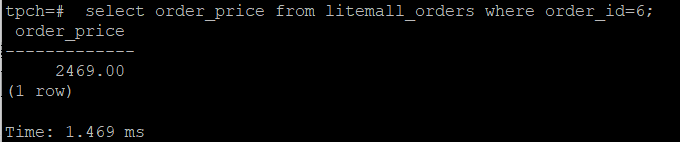 tpch=#  select order_price from litemall_orders where order_id=6;
 order_price
-------------
     2469.00
(1 row)

Time: 1.469 ms